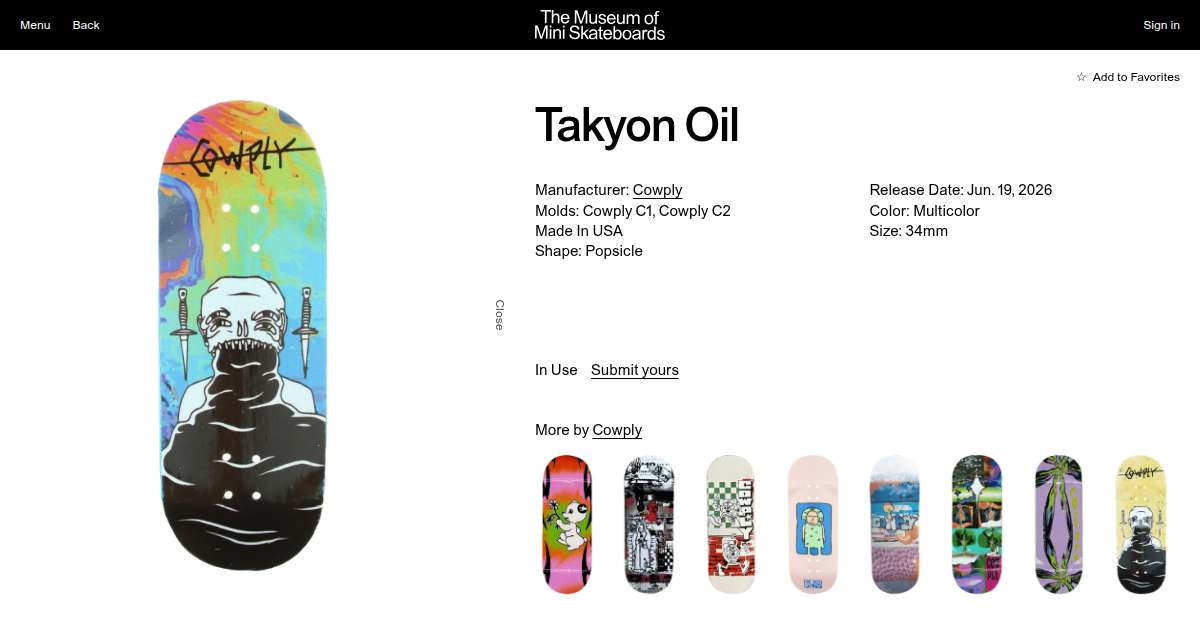 Menu
Back
The Museum of
Mini Skateboards
Sign in
☆ Add to Favorites
COWPLY
Takyon Oil
Manufacturer: Cowply
Molds: Cowply C1, Cowply C2
Made In USA
Shape: Popsicle
Release Date: Jun. 19, 2026
Color: Multicolor
Size: 34mm
Close
In Use Submit yours
More by Cowply
COWPLY
COWPLY